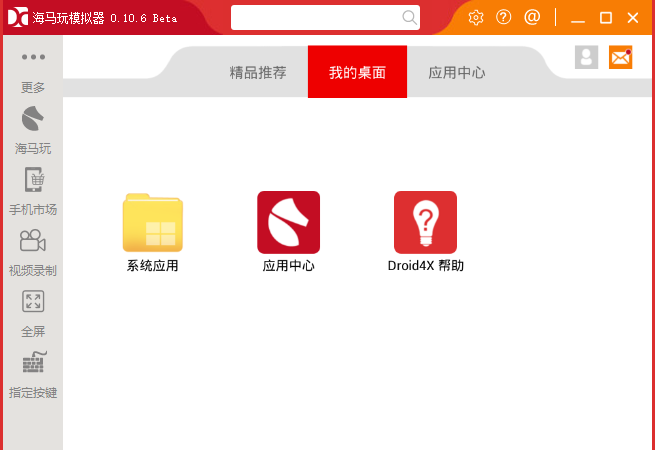 海马玩模拟器 0.10.6 Beta
精品推荐
我的桌面
应用中心
更多
海马玩
手机市场
视频录制
全屏
指定按键
系统应用
应用中心
Droid4X 帮助